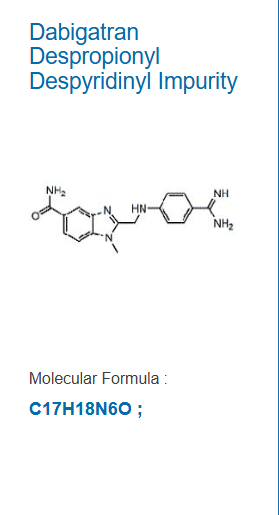 Dabigatran
Despropionyl
Despyridinyl Impurity
NH₂
O
N
N
HN
NH
NH₂
Molecular Formula :
C17H18N6O ;